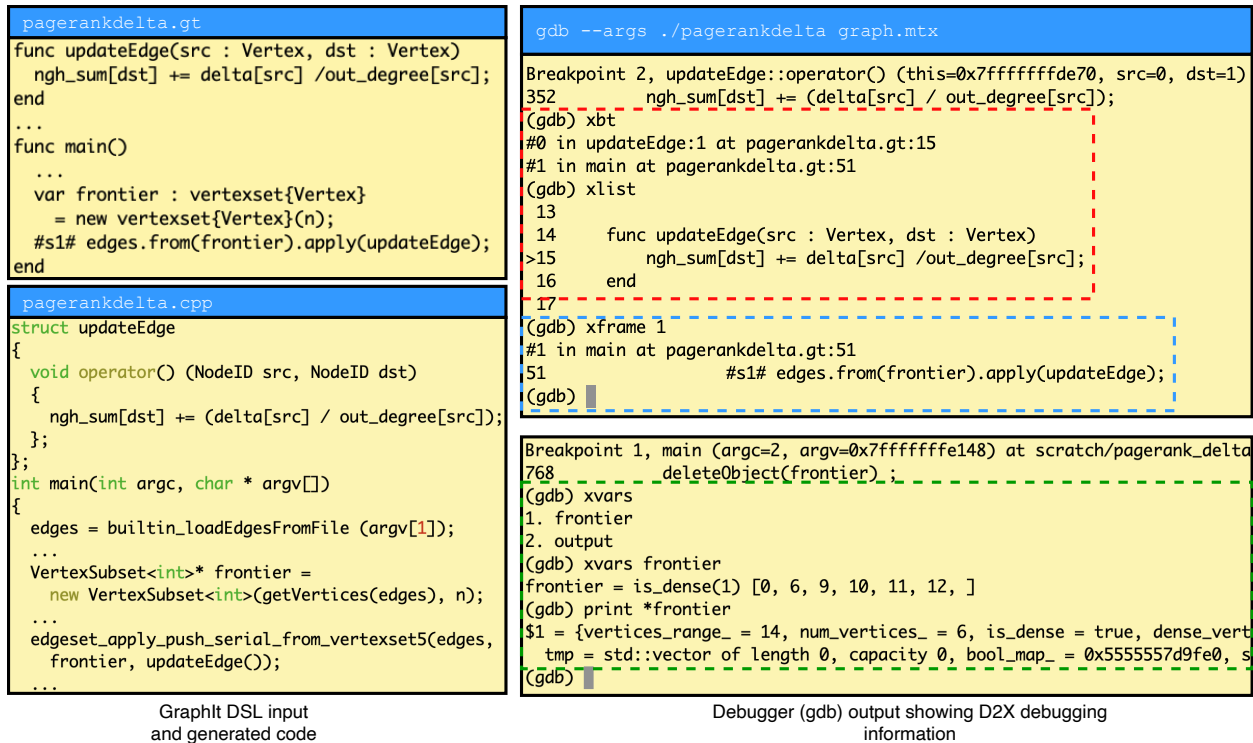 pagerankdelta.gt
func updateEdge(src : Vertex, dst : Vertex)
ngh_sum[dst] += delta[src] /out_degree[src];
end
...
func main()
...
var frontier : vertexset{Vertex}
= new vertexset{Vertex}(n);
#s1# edges.from(frontier).apply(updateEdge);
end
pagerankdelta.cpp
struct updateEdge
{
void operator() (NodeID src, NodeID dst)
{
ngh_sum[dst] += (delta[src] / out_degree[src]);
};
};
int main(int argc, char * argv[])
{
edges = builtin_loadEdgesFromFile (argv[1]);
...
VertexSubset<int>* frontier =
new VertexSubset<int>(getVertices(edges), n);
...
edgeset_apply_push_serial_from_vertexset5(edges,
frontier, updateEdge());
...
GraphIt DSL input
and generated code
gdb --args ./pagerankdelta graph.mtx
Breakpoint 2, updateEdge::operator() (this=0x7fffffffde70, src=0, dst=1)
352 ngh_sum[dst] += (delta[src] / out_degree[src]);
(gdb) xbt
#0 in updateEdge:1 at pagerankdelta.gt:15
#1 in main at pagerankdelta.gt:51
(gdb) xlist
13
14 func updateEdge(src : Vertex, dst : Vertex)
>15 ngh_sum[dst] += delta[src] /out_degree[src];
16 end
17
(gdb) xframe 1
#1 in main at pagerankdelta.gt:51
51 #s1# edges.from(frontier).apply(updateEdge);
(gdb)
Breakpoint 1, main (argc=2, argv=0x7fffffffe148) at scratch/pagerank_delta
768 deleteObject(frontier) ;
(gdb) xvars
1. frontier
2. output
(gdb) xvars frontier
frontier = is_dense(1) [0, 6, 9, 10, 11, 12, ]
(gdb) print *frontier
$1 = {vertices_range_ = 14, num_vertices_ = 6, is_dense = true, dense_vert
tmp = std::vector of length 0, capacity 0, bool_map_ = 0x5555557d9fe0, s
(gdb)
Debugger (gdb) output showing D2X debugging
information